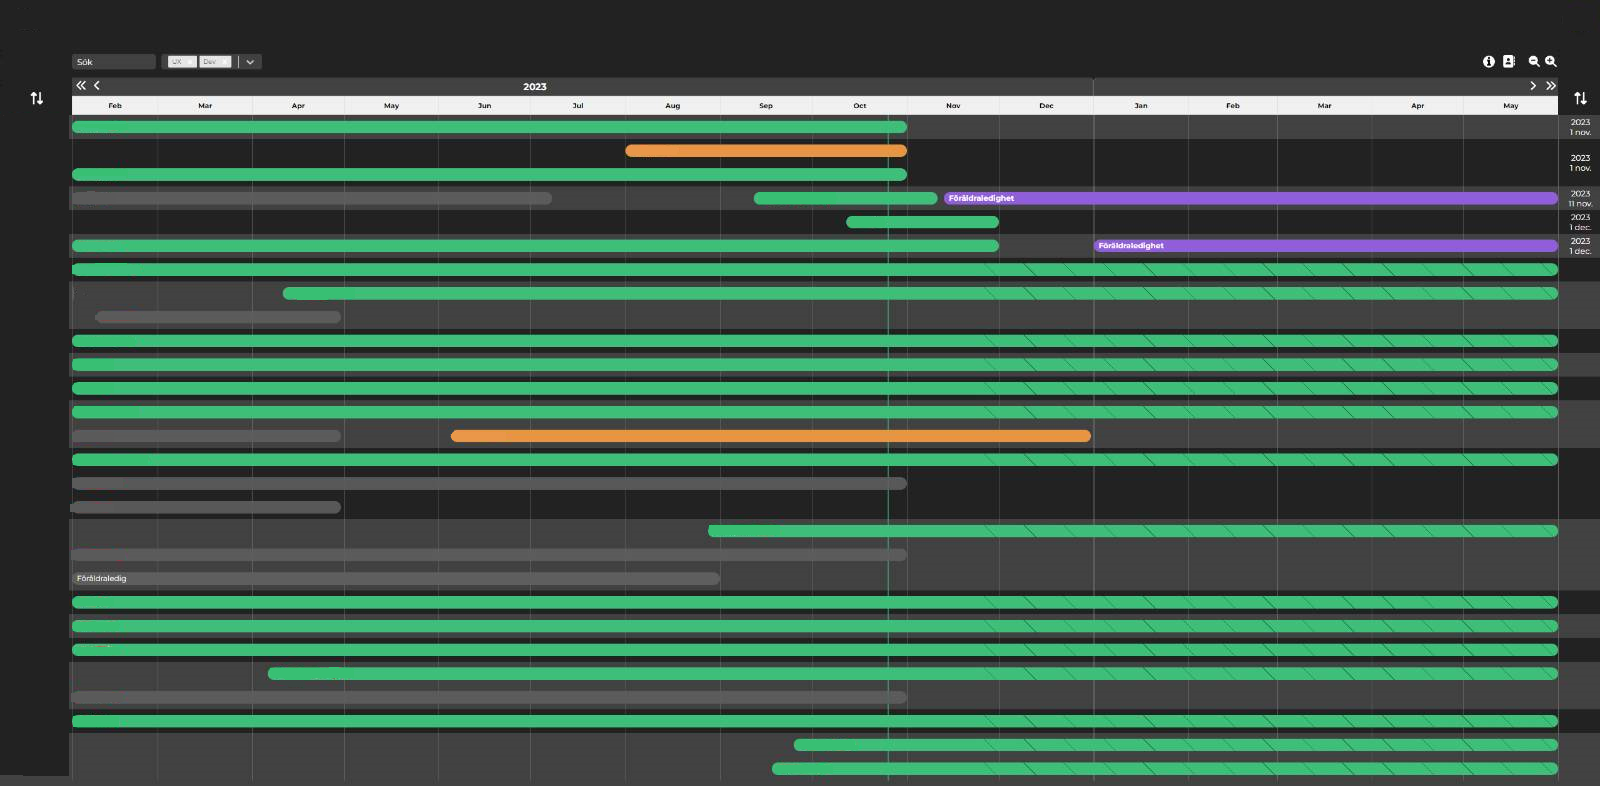 Sök
UX
Dev
2023
Feb Mar Apr May Jun Jul Aug Sep Oct Nov Dec Jan Feb Mar Apr May
2023
1 nov.
2023
1 nov.
Föräldraledighet
2023
11 nov.
2023
1 dec.
Föräldraledighet
2023
1 dec.
Föräldraledig